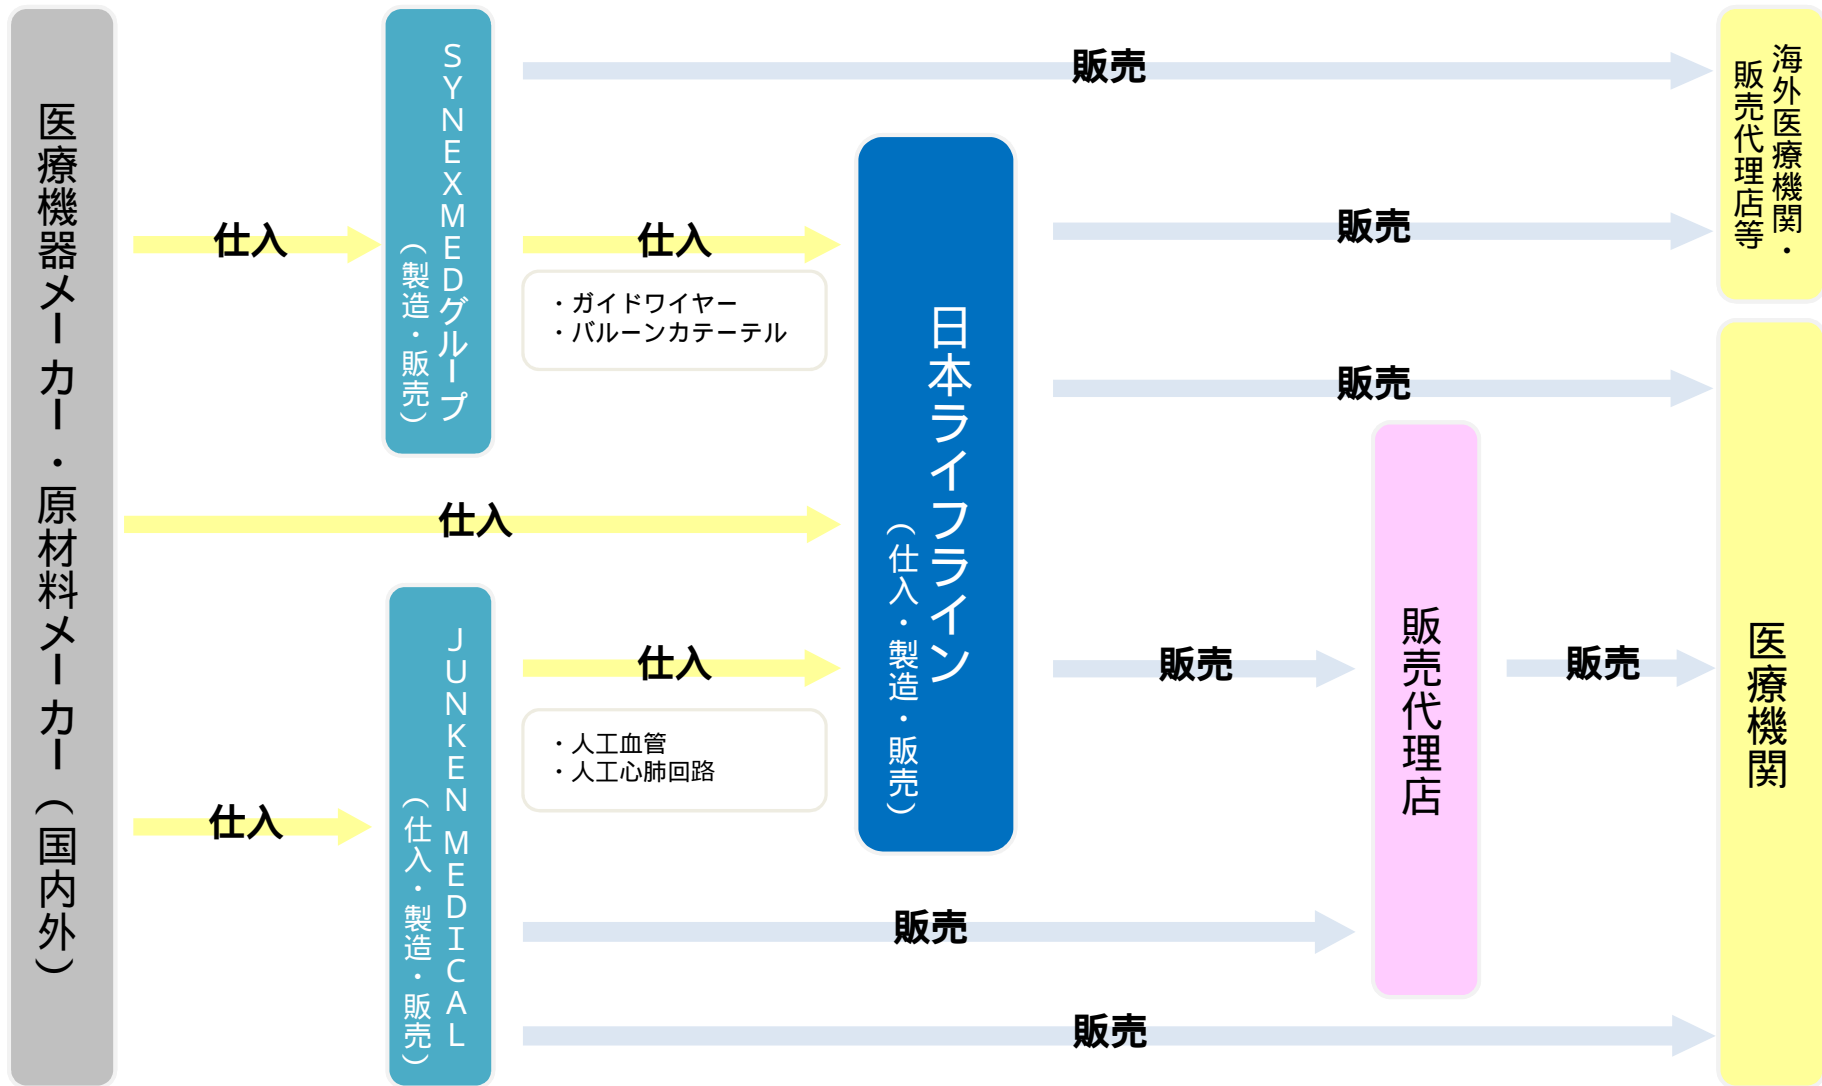 医療機器メーカー・原材料メーカー（国内外）
仕入
仕入
仕入
SYNEXMEDグループ
（製造・販売）
JUNKEN MEDICAL
（仕入・製造・販売）
仕入
・ガイドワイヤー
・バルーンカテーテル
仕入
・人工血管
・人工心肺回路
日本ライフライン
（仕入・製造・販売）
販売
販売
販売
販売
販売
販売
販売代理店
販売
海外医療機関・
販売代理店等
医療機関